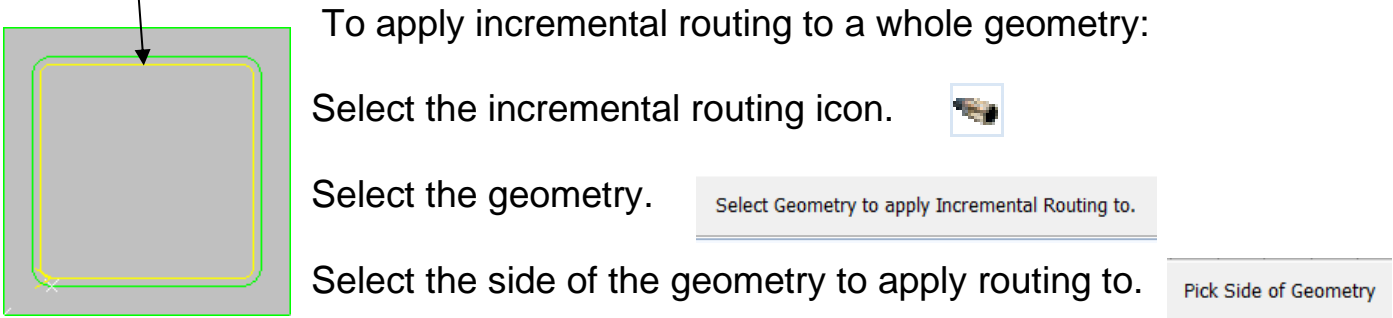 To apply incremental routing to a whole geometry:
Select the incremental routing icon.
Select the geometry.
Select Geometry to apply Incremental Routing to.
Select the side of the geometry to apply routing to.
Pick Side of Geometry